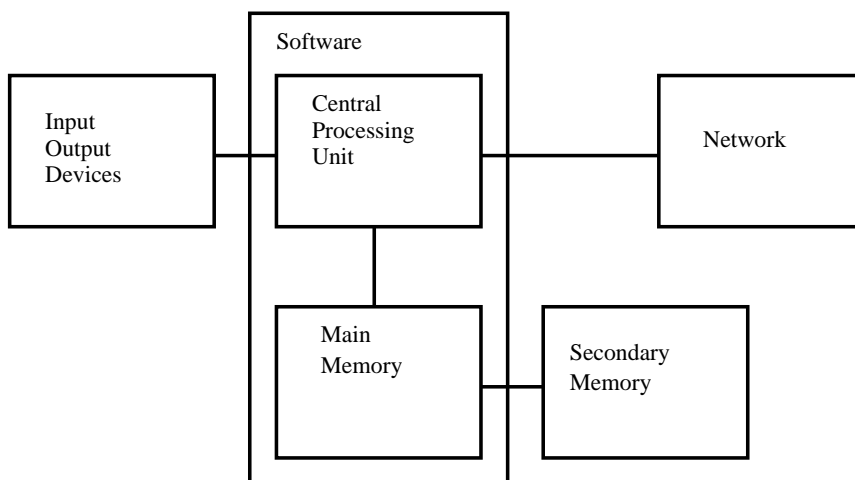 Software
Input
Output
Devices
Central
Processing
Unit
Network
Main
Memory
Secondary
Memory